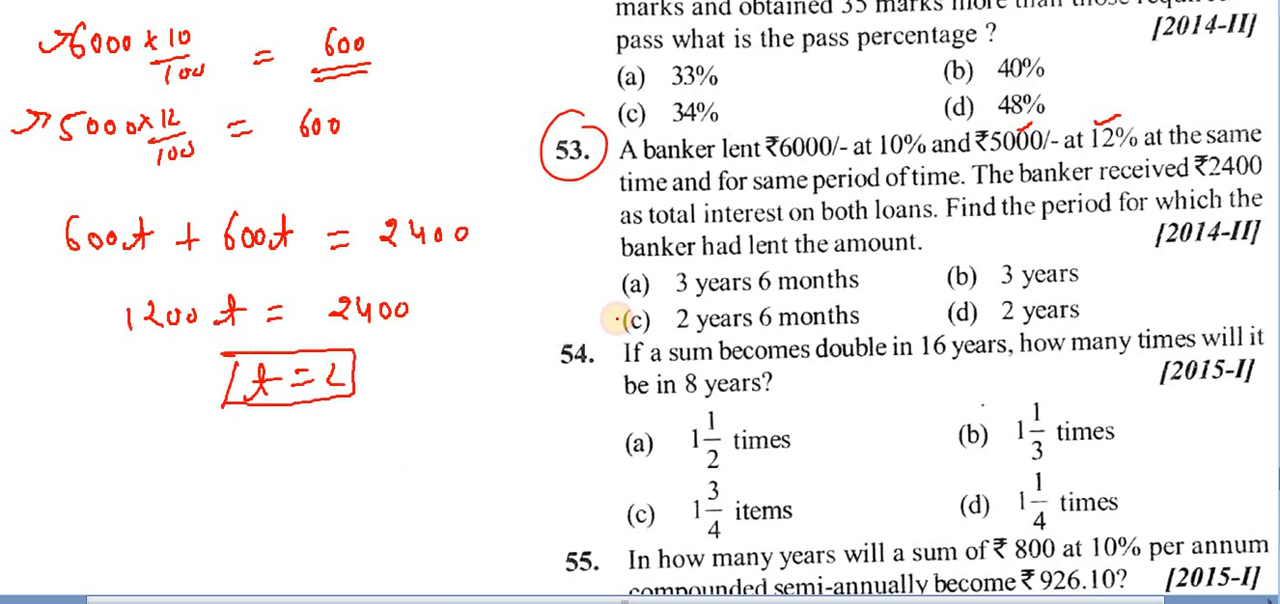 6000 × 10/100 = 600
5000 × 12/100 = 600
600t + 600t = 2400
1200t = 2400
t = 2
marks and obtained 35 marks more than those
pass what is the pass percentage ? [2014-II]
(a) 33% (b) 40%
(c) 34% (d) 48%
53. A banker lent ₹6000/- at 10% and ₹5000/- at 12% at the same
time and for same period of time. The banker received ₹2400
as total interest on both loans. Find the period for which the
banker had lent the amount. [2014-II]
(a) 3 years 6 months (b) 3 years
(c) 2 years 6 months (d) 2 years
54. If a sum becomes double in 16 years, how many times will it
be in 8 years? [2015-I]
(a) 1 1/2 times (b) 1 1/3 times
(c) 1 3/4 items (d) 1 1/4 times
55. In how many years will a sum of ₹ 800 at 10% per annum
compounded semi-annually become ₹ 926.10? [2015-I]